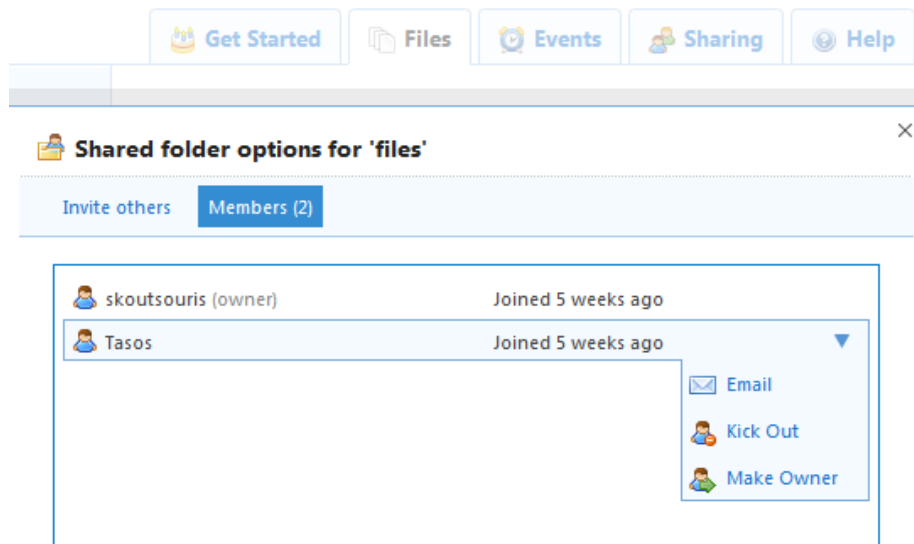 Get Started Files Events Sharing Help
Shared folder options for 'files'
Invite others Members (2)
skoutsouris (owner) Joined 5 weeks ago
Tasos Joined 5 weeks ago
Email
Kick Out
Make Owner